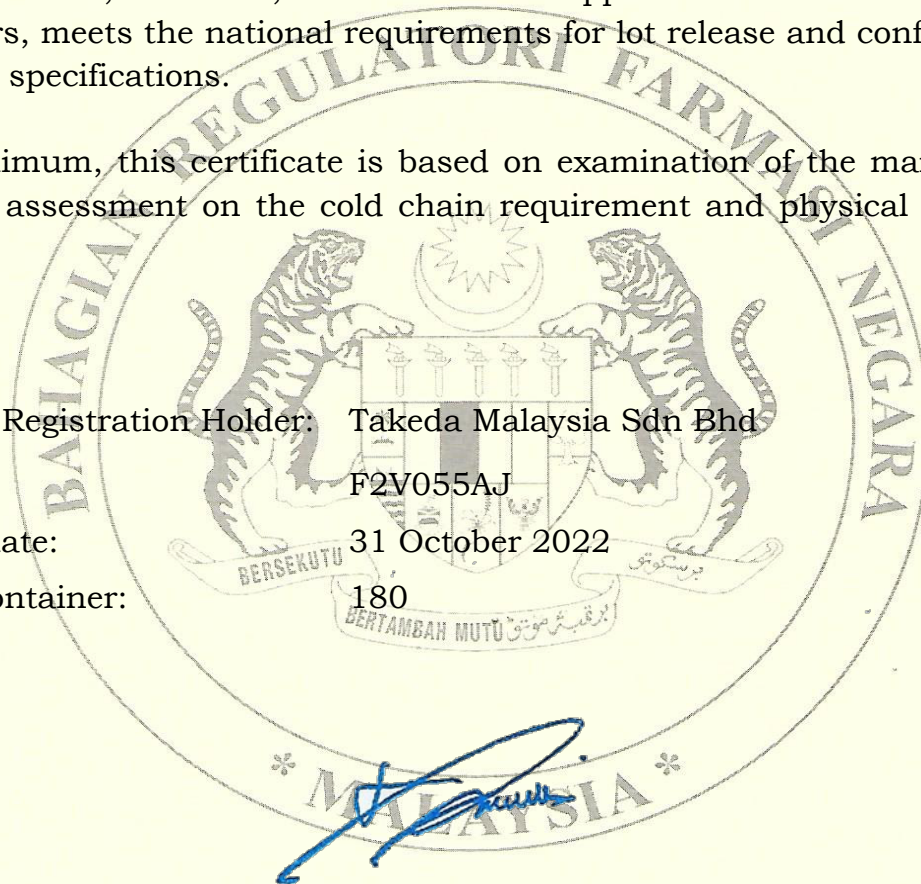 rs, meets the national requirements for lot release and conf
specifications.
nimum, this certificate is based on examination of the
assessment on the cold chain requirement and physical
Registration Holder: Takeda Malaysia Sdn Bhd
F2V055AJ
ate: 31 October 2022
ontainer: 180
BAHAGIAN REGULATORI FARMASI NEGARA
* MALAYSIA *
BERSEKUTU
برسكوتو
BERTAMBAH MUTU